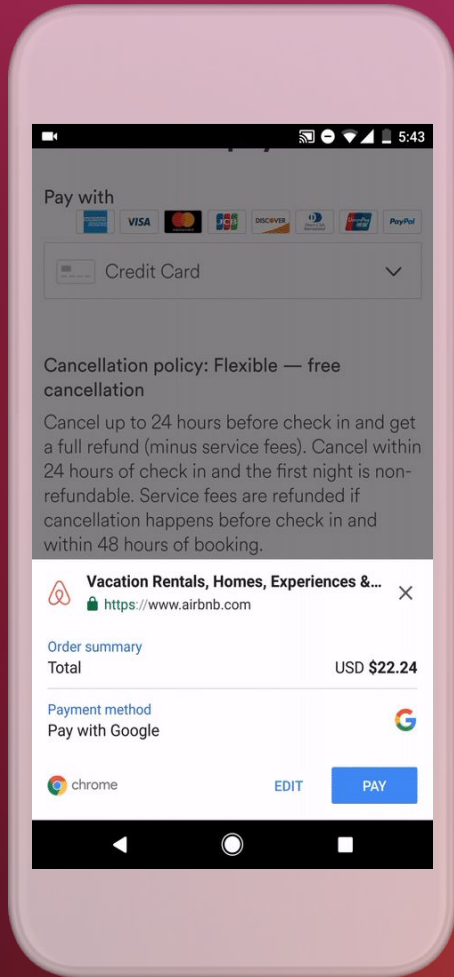 5:43
Pay with
VISA
DISCOVER
PayPal
Credit Card
Cancellation policy: Flexible — free
cancellation
Cancel up to 24 hours before check in and get
a full refund (minus service fees). Cancel within
24 hours of check in and the first night is non-
refundable. Service fees are refunded if
cancellation happens before check in and
within 48 hours of booking.
Vacation Rentals, Homes, Experiences &...
https://www.airbnb.com
Order summary
Total USD $22.24
Payment method
Pay with Google
chrome EDIT PAY